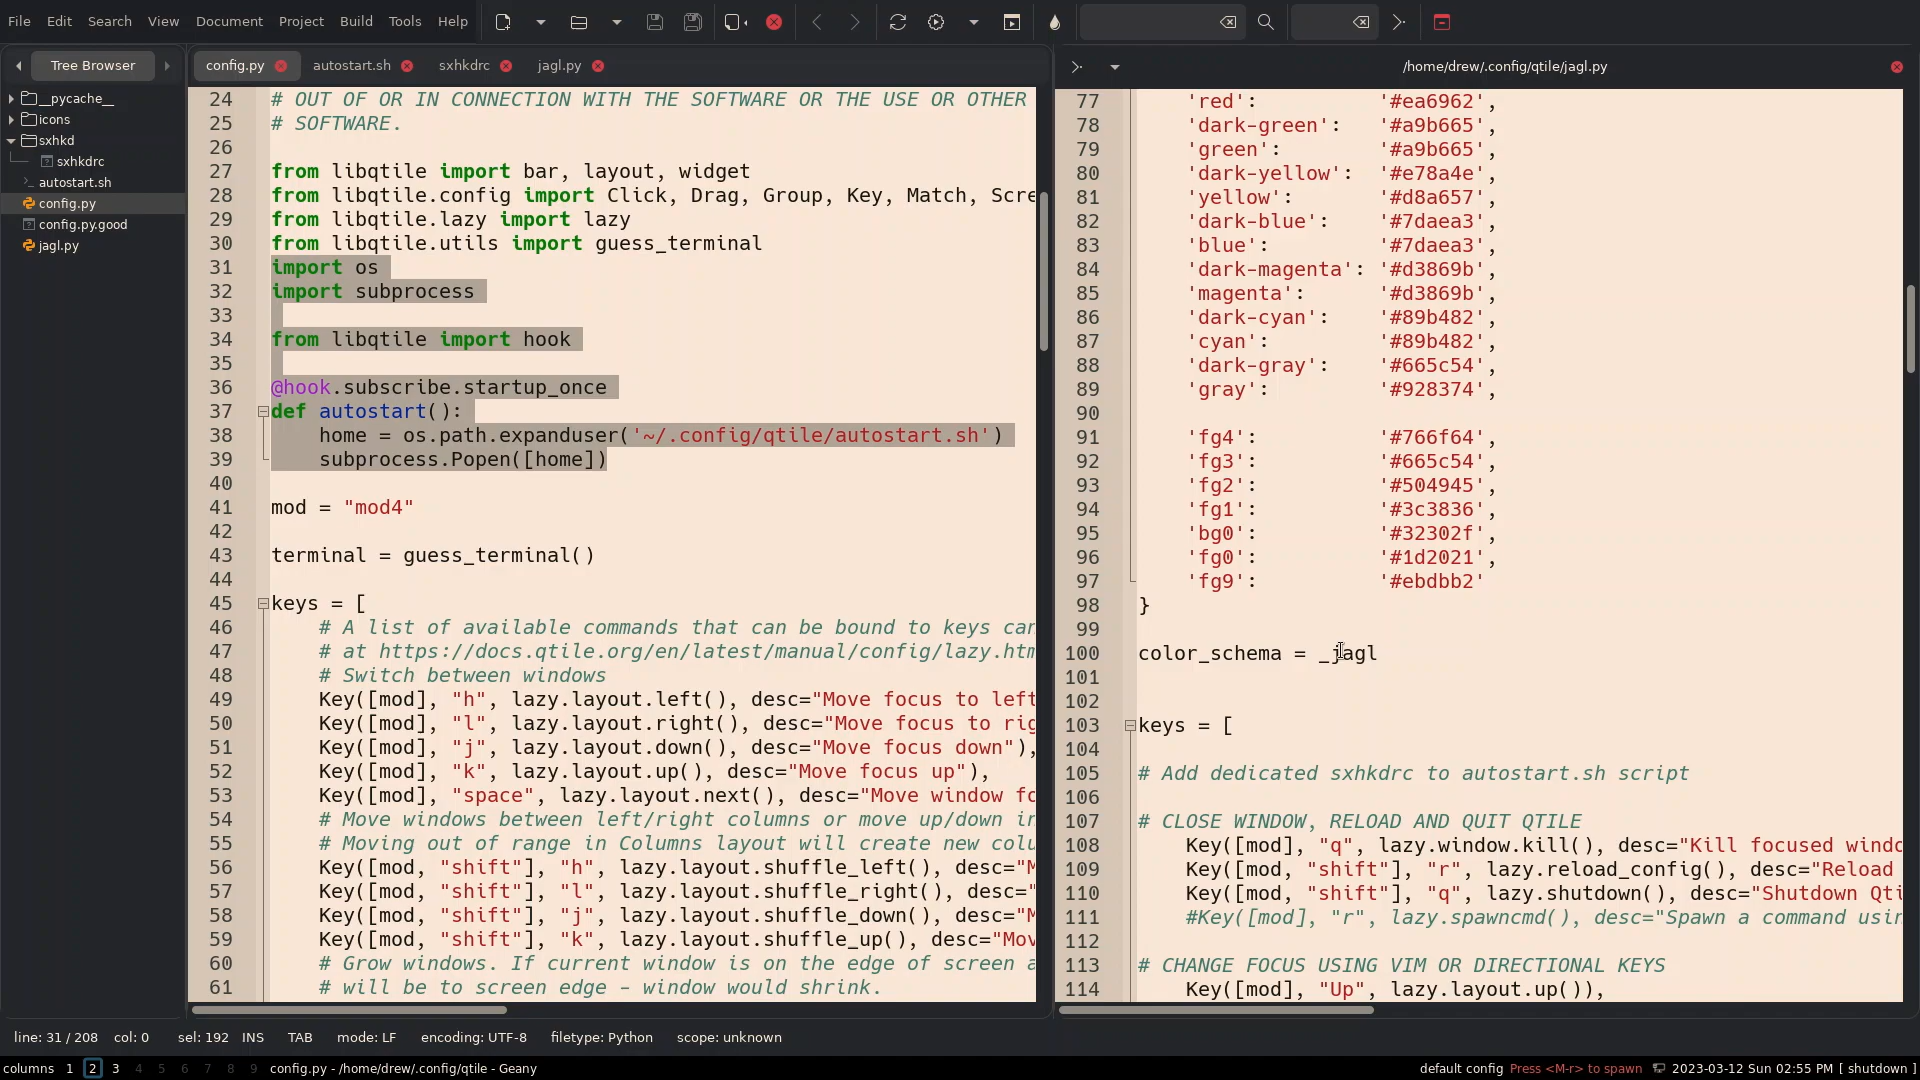 File Edit Search View Document Project Build Tools Help
Tree Browser
__pycache__
icons
sxhkd
sxhkdrc
autostart.sh
config.py
config.py.good
jagl.py
config.py autostart.sh sxhkdrc jagl.py
24 # OUT OF OR IN CONNECTION WITH THE SOFTWARE OR THE USE OR OTHER
25 # SOFTWARE.
26
27 from libqtile import bar, layout, widget
28 from libqtile.config import Click, Drag, Group, Key, Match, Scre
29 from libqtile.lazy import lazy
30 from libqtile.utils import guess_terminal
31 import os
32 import subprocess
33
34 from libqtile import hook
35
36 @hook.subscribe.startup_once
37 def autostart():
38 home = os.path.expanduser('~/.config/qtile/autostart.sh')
39 subprocess.Popen([home])
40
41 mod = "mod4"
42
43 terminal = guess_terminal()
44
45 keys = [
46 # A list of available commands that can be bound to keys can
47 # at https://docs.qtile.org/en/latest/manual/config/lazy.htm
48 # Switch between windows
49 Key([mod], "h", lazy.layout.left(), desc="Move focus to left
50 Key([mod], "l", lazy.layout.right(), desc="Move focus to rig
51 Key([mod], "j", lazy.layout.down(), desc="Move focus down"),
52 Key([mod], "k", lazy.layout.up(), desc="Move focus up"),
53 Key([mod], "space", lazy.layout.next(), desc="Move window fo
54 # Move windows between left/right columns or move up/down in
55 # Moving out of range in Columns layout will create new colu
56 Key([mod, "shift"], "h", lazy.layout.shuffle_left(), desc="M
57 Key([mod, "shift"], "l", lazy.layout.shuffle_right(), desc="
58 Key([mod, "shift"], "j", lazy.layout.shuffle_down(), desc="M
59 Key([mod, "shift"], "k", lazy.layout.shuffle_up(), desc="Mov
60 # Grow windows. If current window is on the edge of screen a
61 # will be to screen edge - window would shrink.
/home/drew/.config/qtile/jagl.py
77 'red': '#ea6962',
78 'dark-green': '#a9b665',
79 'green': '#a9b665',
80 'dark-yellow': '#e78a4e',
81 'yellow': '#d8a657',
82 'dark-blue': '#7daea3',
83 'blue': '#7daea3',
84 'dark-magenta': '#d3869b',
85 'magenta': '#d3869b',
86 'dark-cyan': '#89b482',
87 'cyan': '#89b482',
88 'dark-gray': '#665c54',
89 'gray': '#928374',
90
91 'fg4': '#766f64',
92 'fg3': '#665c54',
93 'fg2': '#504945',
94 'fg1': '#3c3836',
95 'bg0': '#32302f',
96 'fg0': '#1d2021',
97 'fg9': '#ebdbb2'
98 }
99
100 color_schema = _jagl
101
102
103 keys = [
104
105 # Add dedicated sxhkdrc to autostart.sh script
106
107 # CLOSE WINDOW, RELOAD AND QUIT QTILE
108 Key([mod], "q", lazy.window.kill(), desc="Kill focused windo
109 Key([mod, "shift"], "r", lazy.reload_config(), desc="Reload
110 Key([mod, "shift"], "q", lazy.shutdown(), desc="Shutdown Qti
111 #Key([mod], "r", lazy.spawncmd(), desc="Spawn a command usin
112
113 # CHANGE FOCUS USING VIM OR DIRECTIONAL KEYS
114 Key([mod], "Up", lazy.layout.up()),
line: 31 / 208 col: 0 sel: 192 INS TAB mode: LF encoding: UTF-8 filetype: Python scope: unknown
columns 1 2 3 4 5 6 7 8 9 config.py - /home/drew/.config/qtile - Geany default config Press <M-r> to spawn 2023-03-12 Sun 02:55 PM [ shutdown ]